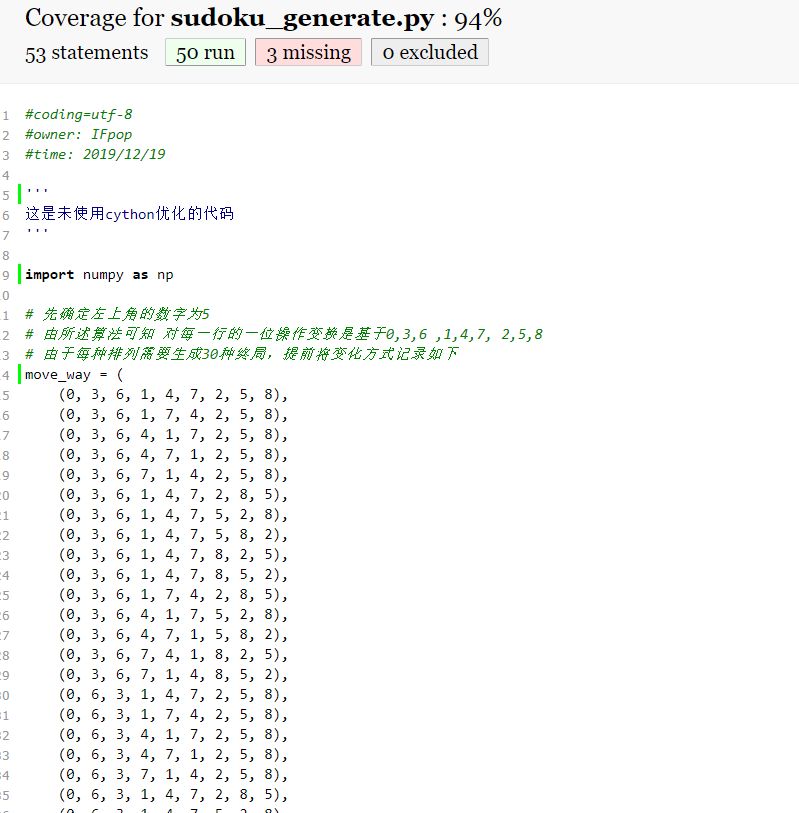 Coverage for sudoku_generate.py : 94%
53 statements 50 run 3 missing 0 excluded
1 #coding=utf-8
2 #owner: IFpop
3 #time: 2019/12/19
4
5 '''
6 这是未使用cython优化的代码
7 '''
8
9 import numpy as np
0
1 # 先确定左上角的数字为5
2 # 由所述算法可知 对每一行的一位操作变换是基于0,3,6 ,1,4,7, 2,5,8
3 # 由于每种排列需要生成30种终局，提前将变化方式记录如下
4 move_way = (
5 (0, 3, 6, 1, 4, 7, 2, 5, 8),
6 (0, 3, 6, 1, 7, 4, 2, 5, 8),
7 (0, 3, 6, 4, 1, 7, 2, 5, 8),
8 (0, 3, 6, 4, 7, 1, 2, 5, 8),
9 (0, 3, 6, 7, 1, 4, 2, 5, 8),
20 (0, 3, 6, 1, 4, 7, 2, 8, 5),
21 (0, 3, 6, 1, 4, 7, 5, 2, 8),
22 (0, 3, 6, 1, 4, 7, 5, 8, 2),
23 (0, 3, 6, 1, 4, 7, 8, 2, 5),
24 (0, 3, 6, 1, 4, 7, 8, 5, 2),
25 (0, 3, 6, 1, 7, 4, 2, 8, 5),
26 (0, 3, 6, 4, 1, 7, 5, 2, 8),
27 (0, 3, 6, 4, 7, 1, 5, 8, 2),
28 (0, 3, 6, 7, 4, 1, 8, 2, 5),
29 (0, 3, 6, 7, 1, 4, 8, 5, 2),
30 (0, 6, 3, 1, 4, 7, 2, 5, 8),
31 (0, 6, 3, 1, 7, 4, 2, 5, 8),
32 (0, 6, 3, 4, 1, 7, 2, 5, 8),
33 (0, 6, 3, 4, 7, 1, 2, 5, 8),
34 (0, 6, 3, 7, 1, 4, 2, 5, 8),
35 (0, 6, 3, 1, 4, 7, 2, 8, 5),